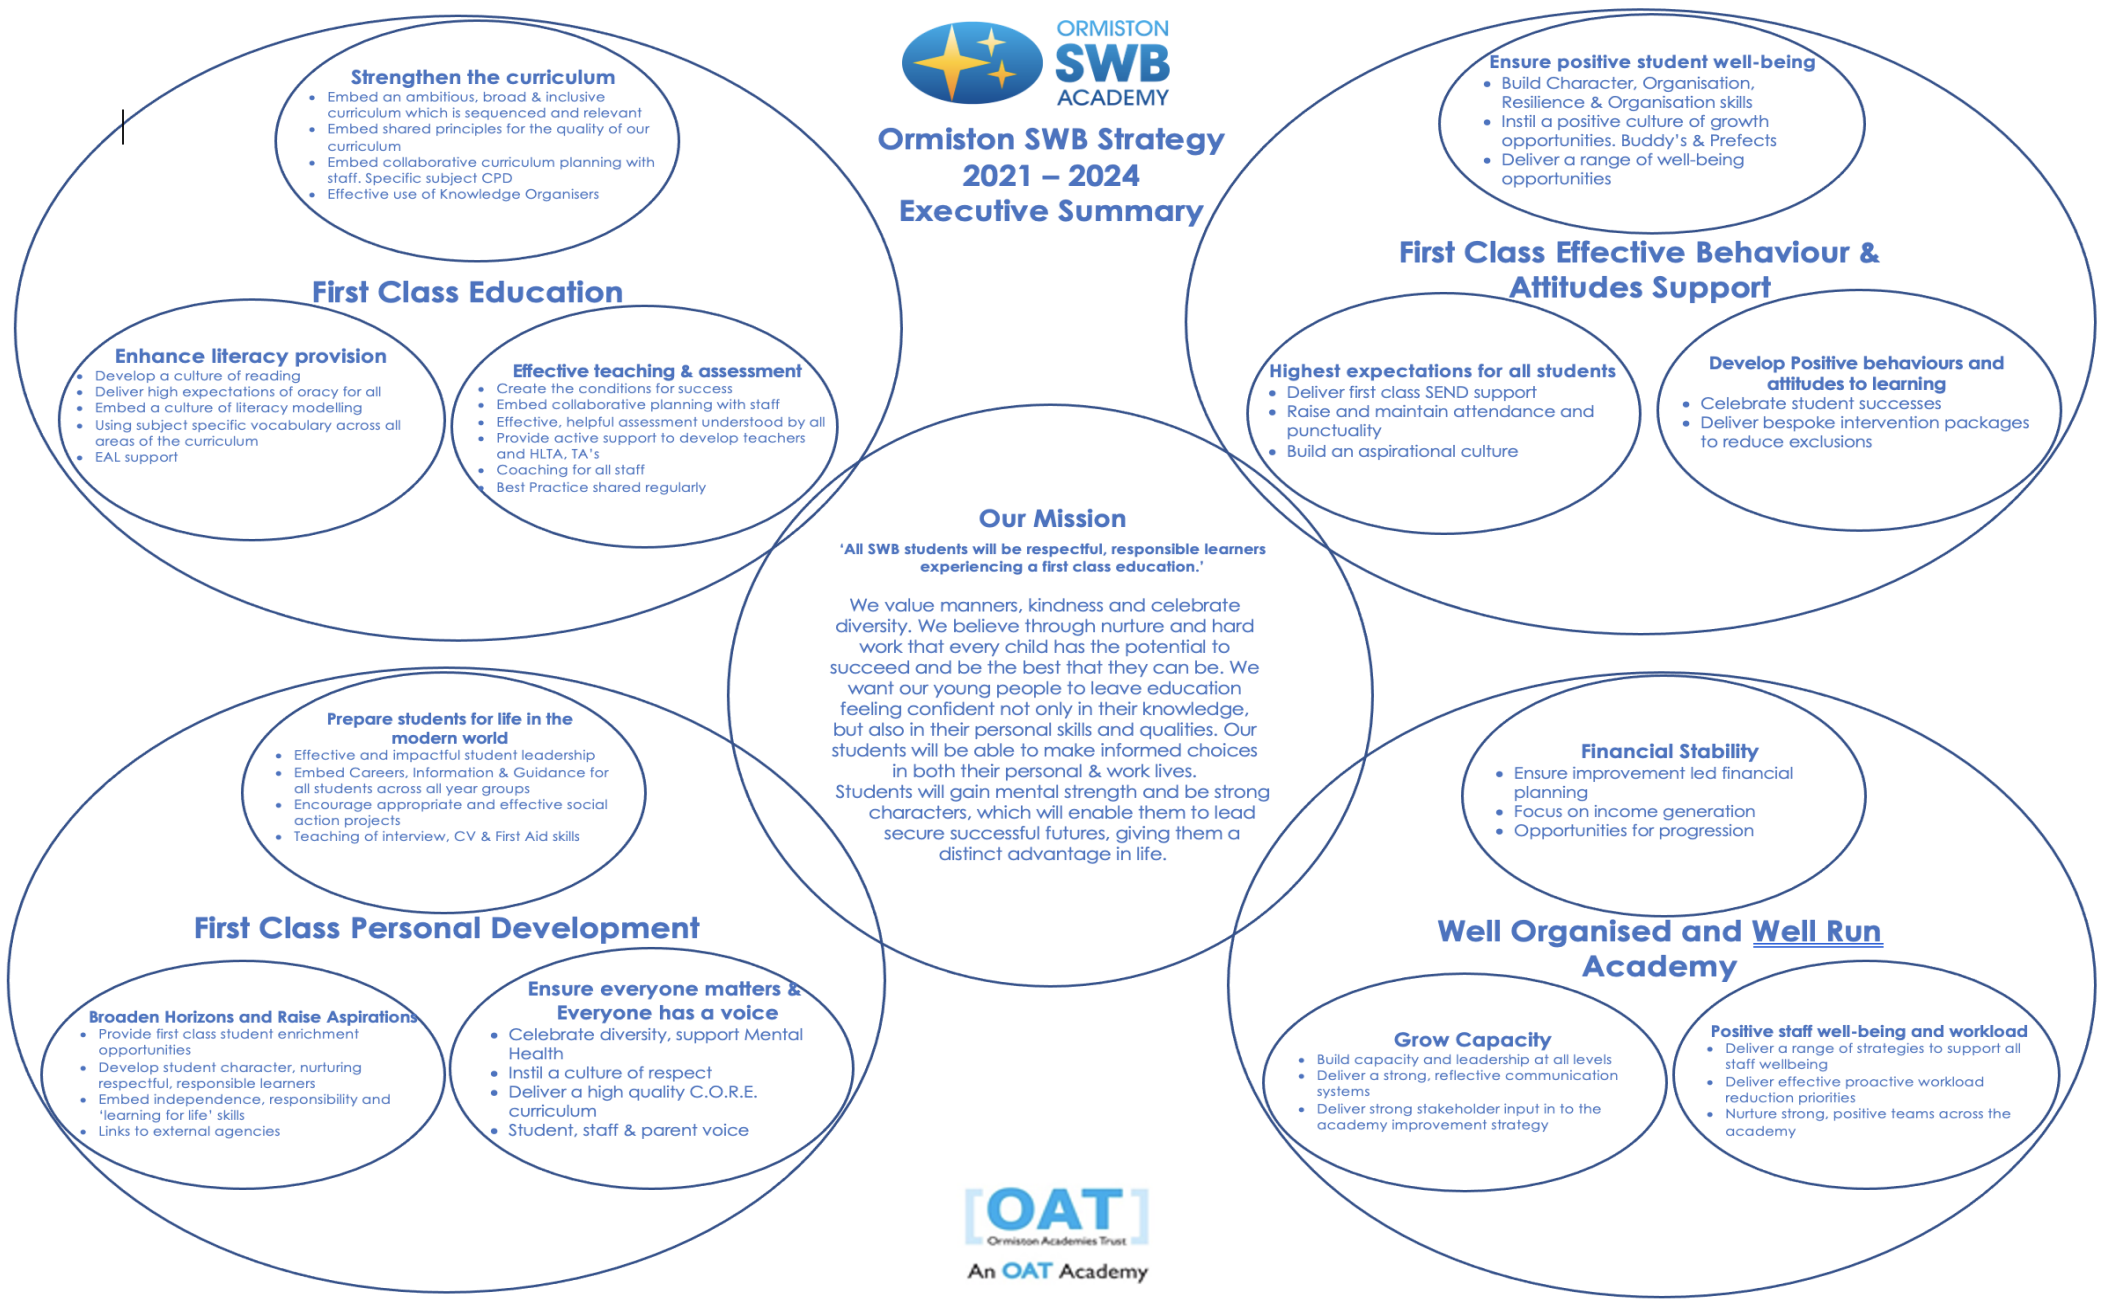 ORMISTON
SWB
ACADEMY
Ormiston SWB Strategy
2021 – 2024
Executive Summary
Strengthen the curriculum
• Embed an ambitious, broad & inclusive
curriculum which is sequenced and relevant
• Embed shared principles for the quality of our
curriculum
• Embed collaborative curriculum planning with
staff. Specific subject CPD
• Effective use of Knowledge Organisers
First Class Education
Enhance literacy provision
• Develop a culture of reading
• Deliver high expectations of oracy for all
• Embed a culture of literacy modelling
• Using subject specific vocabulary across all
areas of the curriculum
• EAL support
Effective teaching & assessment
• Create the conditions for success
• Embed collaborative planning with staff
• Effective, helpful assessment understood by all
• Provide active support to develop teachers
and HLTA, TA's
• Coaching for all staff
• Best Practice shared regularly
Ensure positive student well-being
• Build Character, Organisation,
Resilience & Organisation skills
• Instil a positive culture of growth
opportunities. Buddy's & Prefects
• Deliver a range of well-being
opportunities
First Class Effective Behaviour &
Attitudes Support
Highest expectations for all students
• Deliver first class SEND support
• Raise and maintain attendance and
punctuality
• Build an aspirational culture
Develop Positive behaviours and
attitudes to learning
• Celebrate student successes
• Deliver bespoke intervention packages
to reduce exclusions
Our Mission
'All SWB students will be respectful, responsible learners
experiencing a first class education.'
We value manners, kindness and celebrate
diversity. We believe through nurture and hard
work that every child has the potential to
succeed and be the best that they can be. We
want our young people to leave education
feeling confident not only in their knowledge,
but also in their personal skills and qualities. Our
students will be able to make informed choices
in both their personal & work lives.
Students will gain mental strength and be strong
characters, which will enable them to lead
secure successful futures, giving them a
distinct advantage in life.
Prepare students for life in the
modern world
• Effective and impactful student leadership
• Embed Careers, Information & Guidance for
all students across all year groups
• Encourage appropriate and effective social
action projects
• Teaching of interview, CV & First Aid skills
First Class Personal Development
Broaden Horizons and Raise Aspirations
• Provide first class student enrichment
opportunities
• Develop student character, nurturing
respectful, responsible learners
• Embed independence, responsibility and
'learning for life' skills
• Links to external agencies
Ensure everyone matters &
Everyone has a voice
• Celebrate diversity, support Mental
Health
• Instil a culture of respect
• Deliver a high quality C.O.R.E.
curriculum
• Student, staff & parent voice
Financial Stability
• Ensure improvement led financial
planning
• Focus on income generation
• Opportunities for progression
Well Organised and Well Run
Academy
Grow Capacity
• Build capacity and leadership at all levels
• Deliver a strong, reflective communication
systems
• Deliver strong stakeholder input in to the
academy improvement strategy
Positive staff well-being and workload
• Deliver a range of strategies to support all
staff wellbeing
• Deliver effective proactive workload
reduction priorities
• Nurture strong, positive teams across the
academy
[OAT]
Ormiston Academies Trust
An OAT Academy